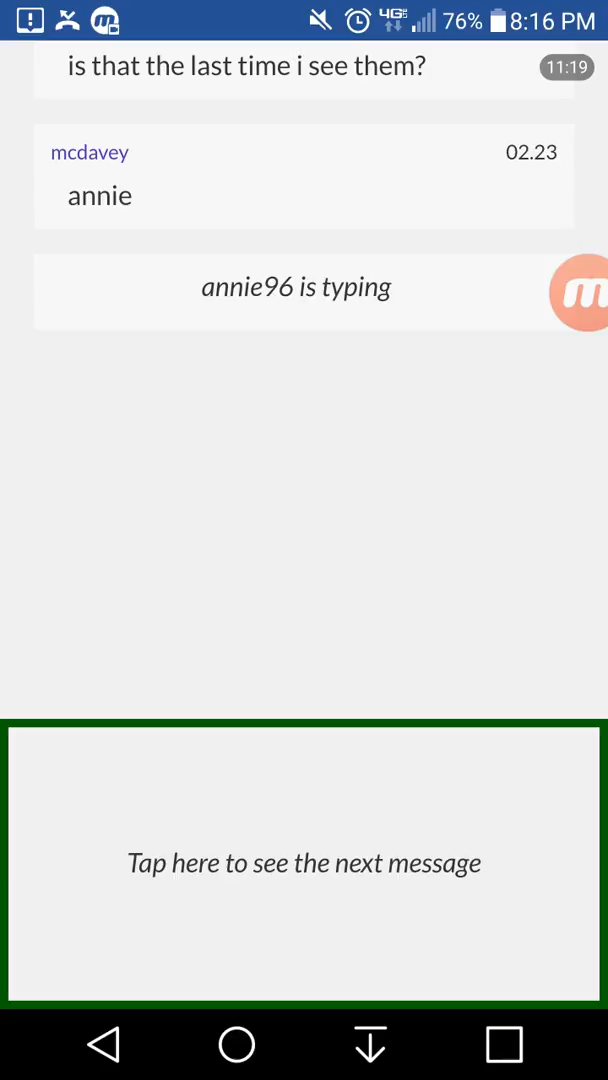 4G 76% 8:16 PM
is that the last time i see them?
11:19
mcdavey 02.23
annie
annie96 is typing
m
Tap here to see the next message